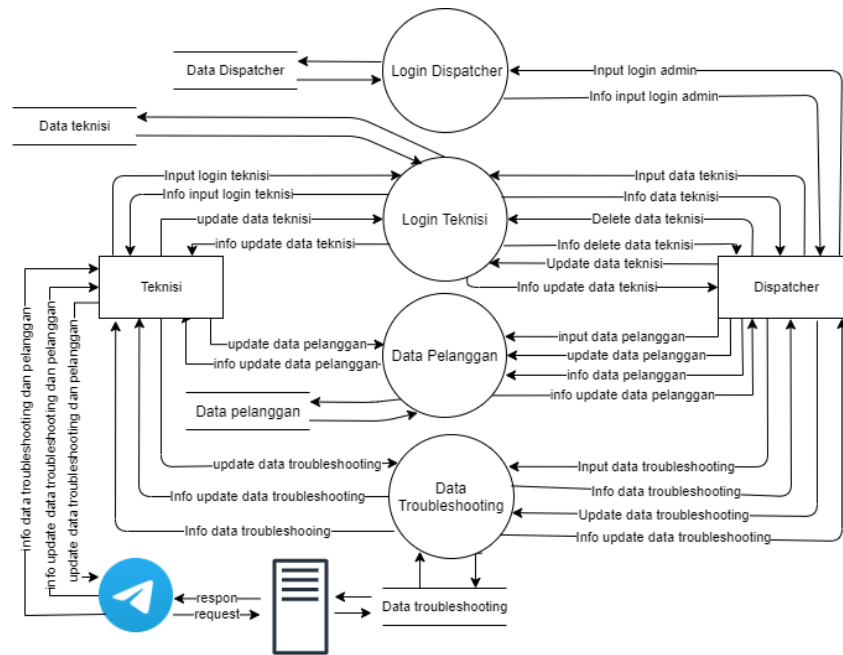 Data Dispatcher
Login Dispatcher
Input login admin
Info input login admin
Data teknisi
Input login teknisi
Info input login teknisi
update data teknisi
info update data teknisi
Login Teknisi
Input data teknisi
Info data teknisi
Delete data teknisi
Info delete data teknisi
Update data teknisi
Info update data teknisi
Teknisi
Dispatcher
update data pelanggan
info update data pelanggan
Data Pelanggan
input data pelanggan
update data pelanggan
info data pelanggan
info update data pelanggan
Data pelanggan
info data troubleshooting dan pelanggan
info update data troubleshooting dan pelanggan
update data troubleshooting dan pelanggan
update data troubleshooting
Info update data troubleshooting
Info data troubleshooing
Data
Troubleshooting
Input data troubleshooting
Info data troubleshooting
Update data troubleshooting
Info update data troubleshooting
respon
request
Data troubleshooting